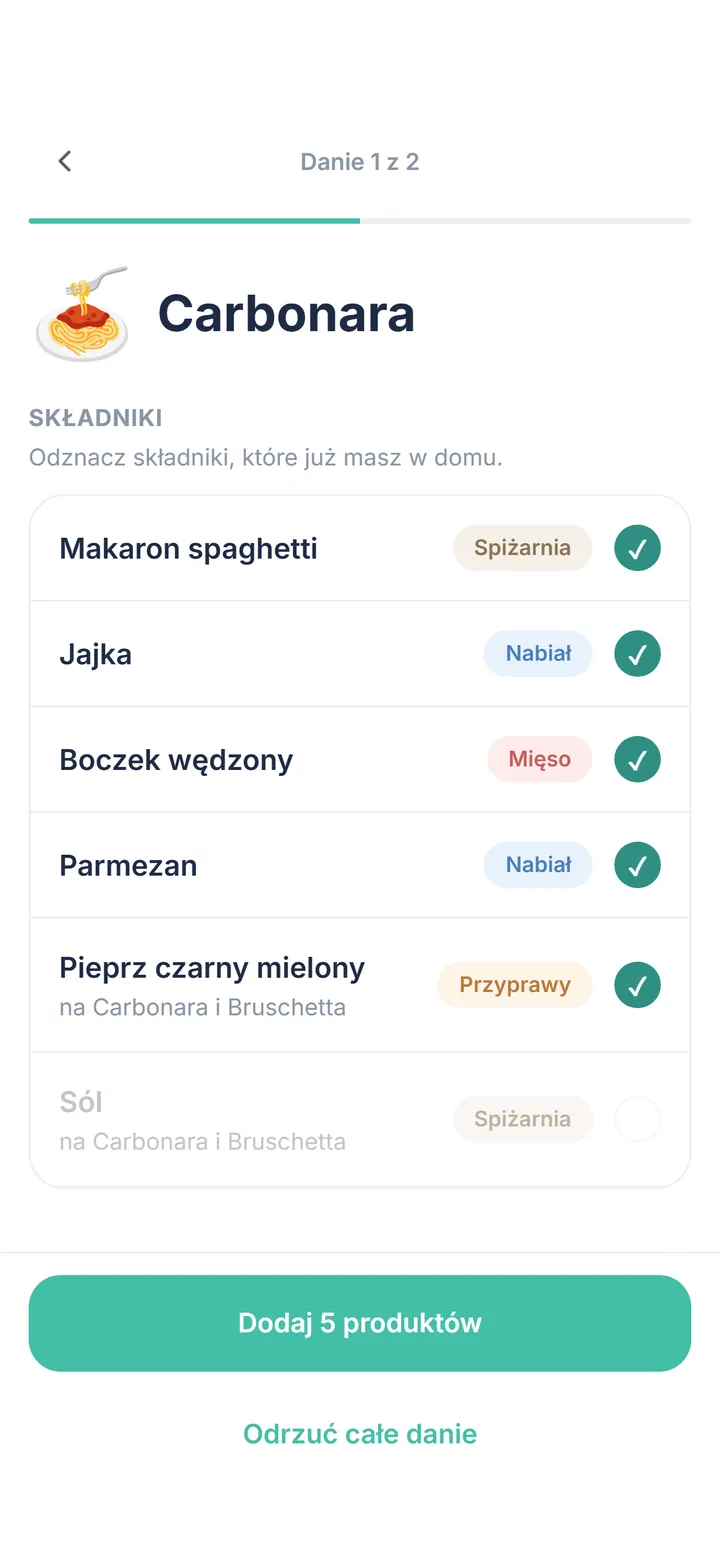 Danie 1 z 2
Carbonara
SKŁADNIKI
Odznacz składniki, które już masz w domu.
Makaron spaghetti
Spiżarnia
Jajka
Nabiał
Boczek wędzony
Mięso
Parmezan
Nabiał
Pieprz czarny mielony
na Carbonara i Bruschetta
Przyprawy
Sól
na Carbonara i Bruschetta
Spiżarnia
Dodaj 5 produktów
Odrzuć całe danie